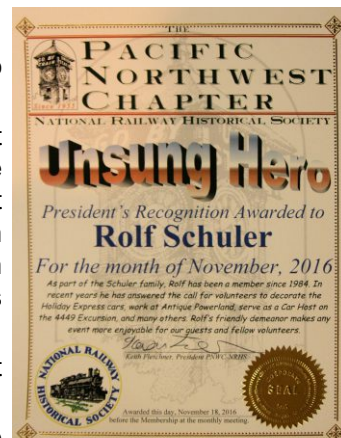 THE
PACIFIC
NORTHWEST
CHAPTER
Since 1955
NATIONAL RAILWAY HISTORICAL SOCIETY
Unsung Hero
President's Recognition Awarded to
Rolf Schuler
For the month of November, 2016
As part of the Schuler family, Rolf has been a member since 1984. In
recent years he has answered the call for volunteers to decorate the
Holiday Express cars, work at Antique Powerland, serve as a Car Host on
the 4449 Excursion, and many others. Rolf's friendly demeanor makes any
event more enjoyable for our guests and fellow volunteers.
Keith Fleschner, President PNWC-NRHS
NATIONAL RAILWAY
HISTORICAL SOCIETY
Awarded this day, November 18, 2016
before the Membership at the monthly meeting.
SEAL